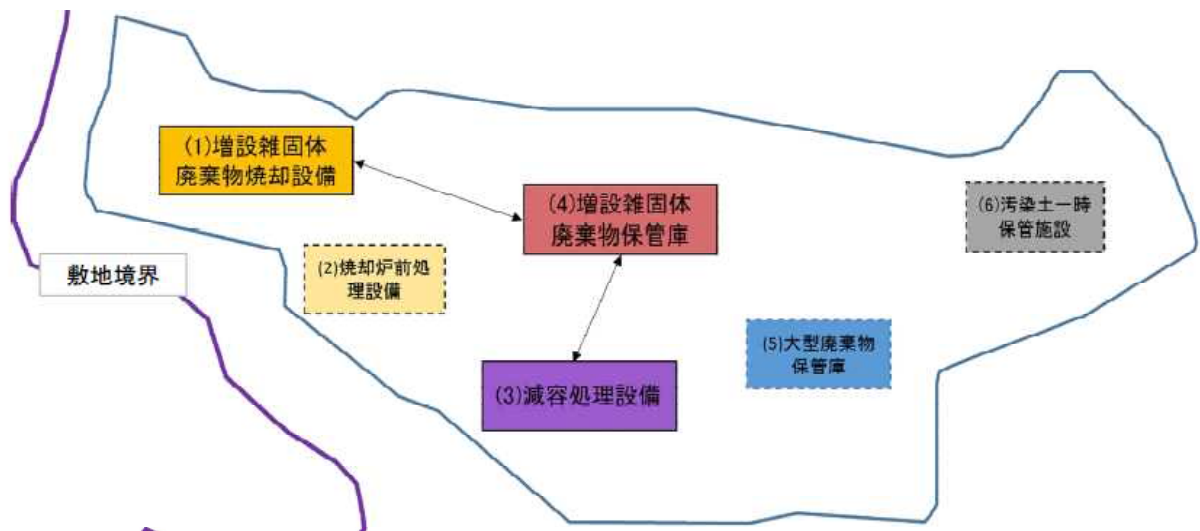 (1)増設雑固体
廃棄物焼却設備
(4)増設雑固体
廃棄物保管庫
(6)汚染土一時
保管施設
(2)焼却炉前処
理設備
敷地境界
(5)大型廃棄物
保管庫
(3)減容処理設備